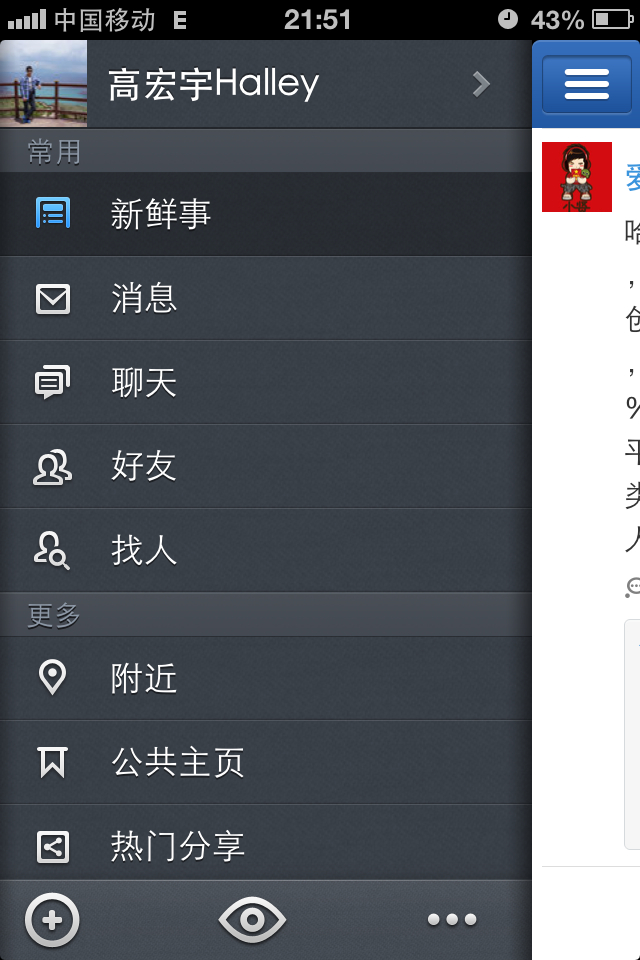 中国移动 E 21:51 43%
高宏宇Halley
常用
新鲜事
消息
聊天
好友
找人
更多
附近
公共主页
热门分享
爱
哈
，
创
，
%
平
类
人